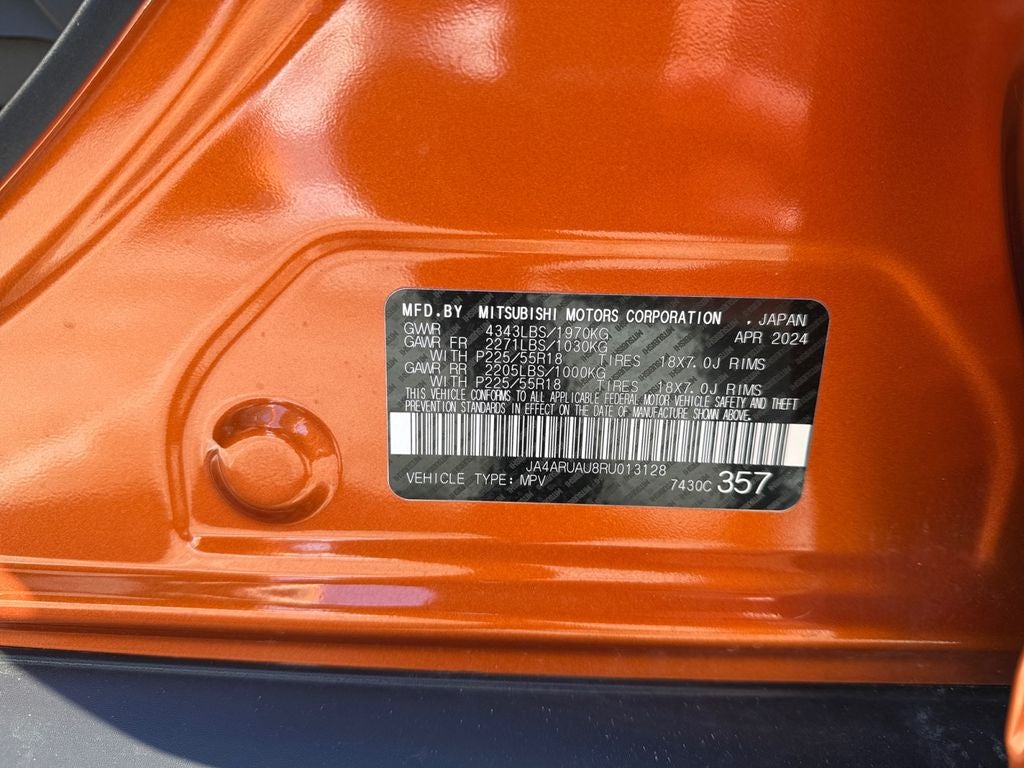 MFD.BY MITSUBISHI MOTORS CORPORATION , JAPAN
GVWR 4343LBS/1970KG APR 2024
GAWR FR 2271LBS/1030KG
WITH P225/55R18 TIRES 18X7.0J RIMS
GAWR RR 2205LBS/1000KG
WITH P225/55R18 TIRES 18X7.0J RIMS
THIS VEHICLE CONFORMS TO ALL APPLICABLE FEDERAL MOTOR VEHICLE SAFETY AND THEFT
PREVENTION STANDARDS IN EFFECT ON THE DATE OF MANUFACTURE SHOWN ABOVE.
JA4ARUAU8RU013128
VEHICLE TYPE: MPV 7430C 357